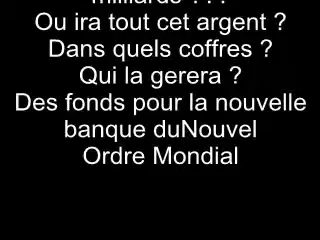 milliards ???
Ou ira tout cet argent ?
Dans quels coffres ?
Qui la gerera ?
Des fonds pour la nouvelle
banque duNouvel
Ordre Mondial